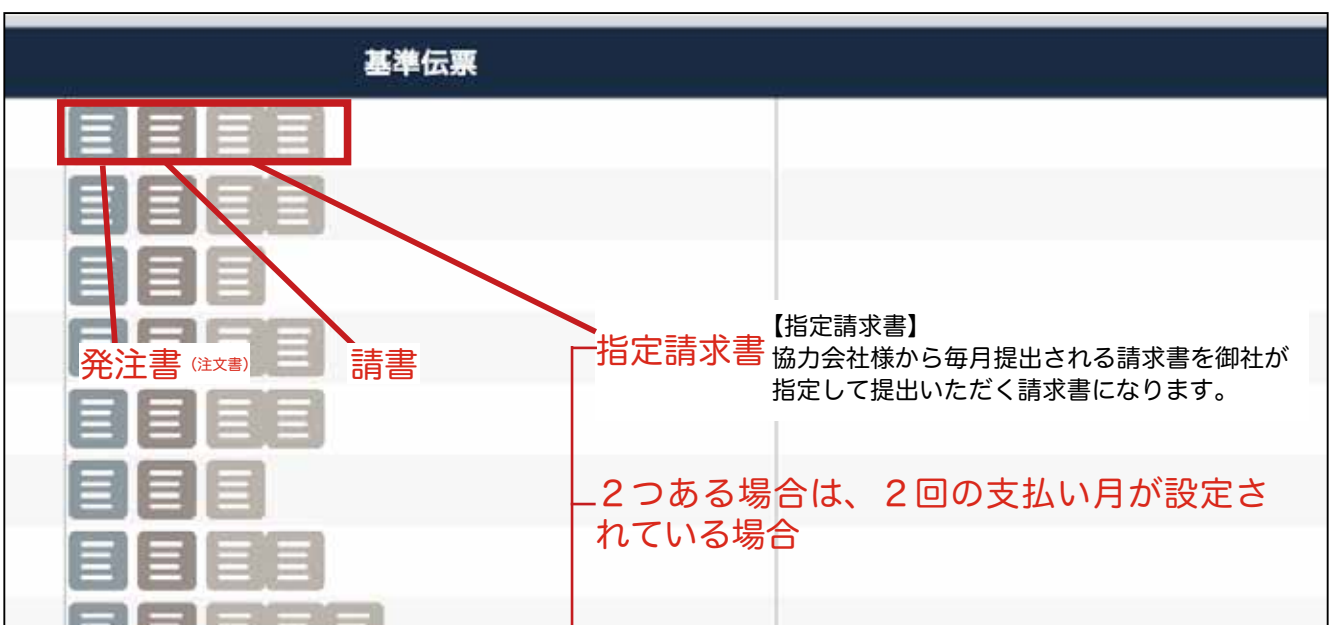 基準伝票
発注書（注文書）
請書
指定請求書
【指定請求書】
協力会社様から毎月提出される請求書を御社が
指定して提出いただく請求書になります。
２つある場合は、２回の支払い月が設定さ
れている場合